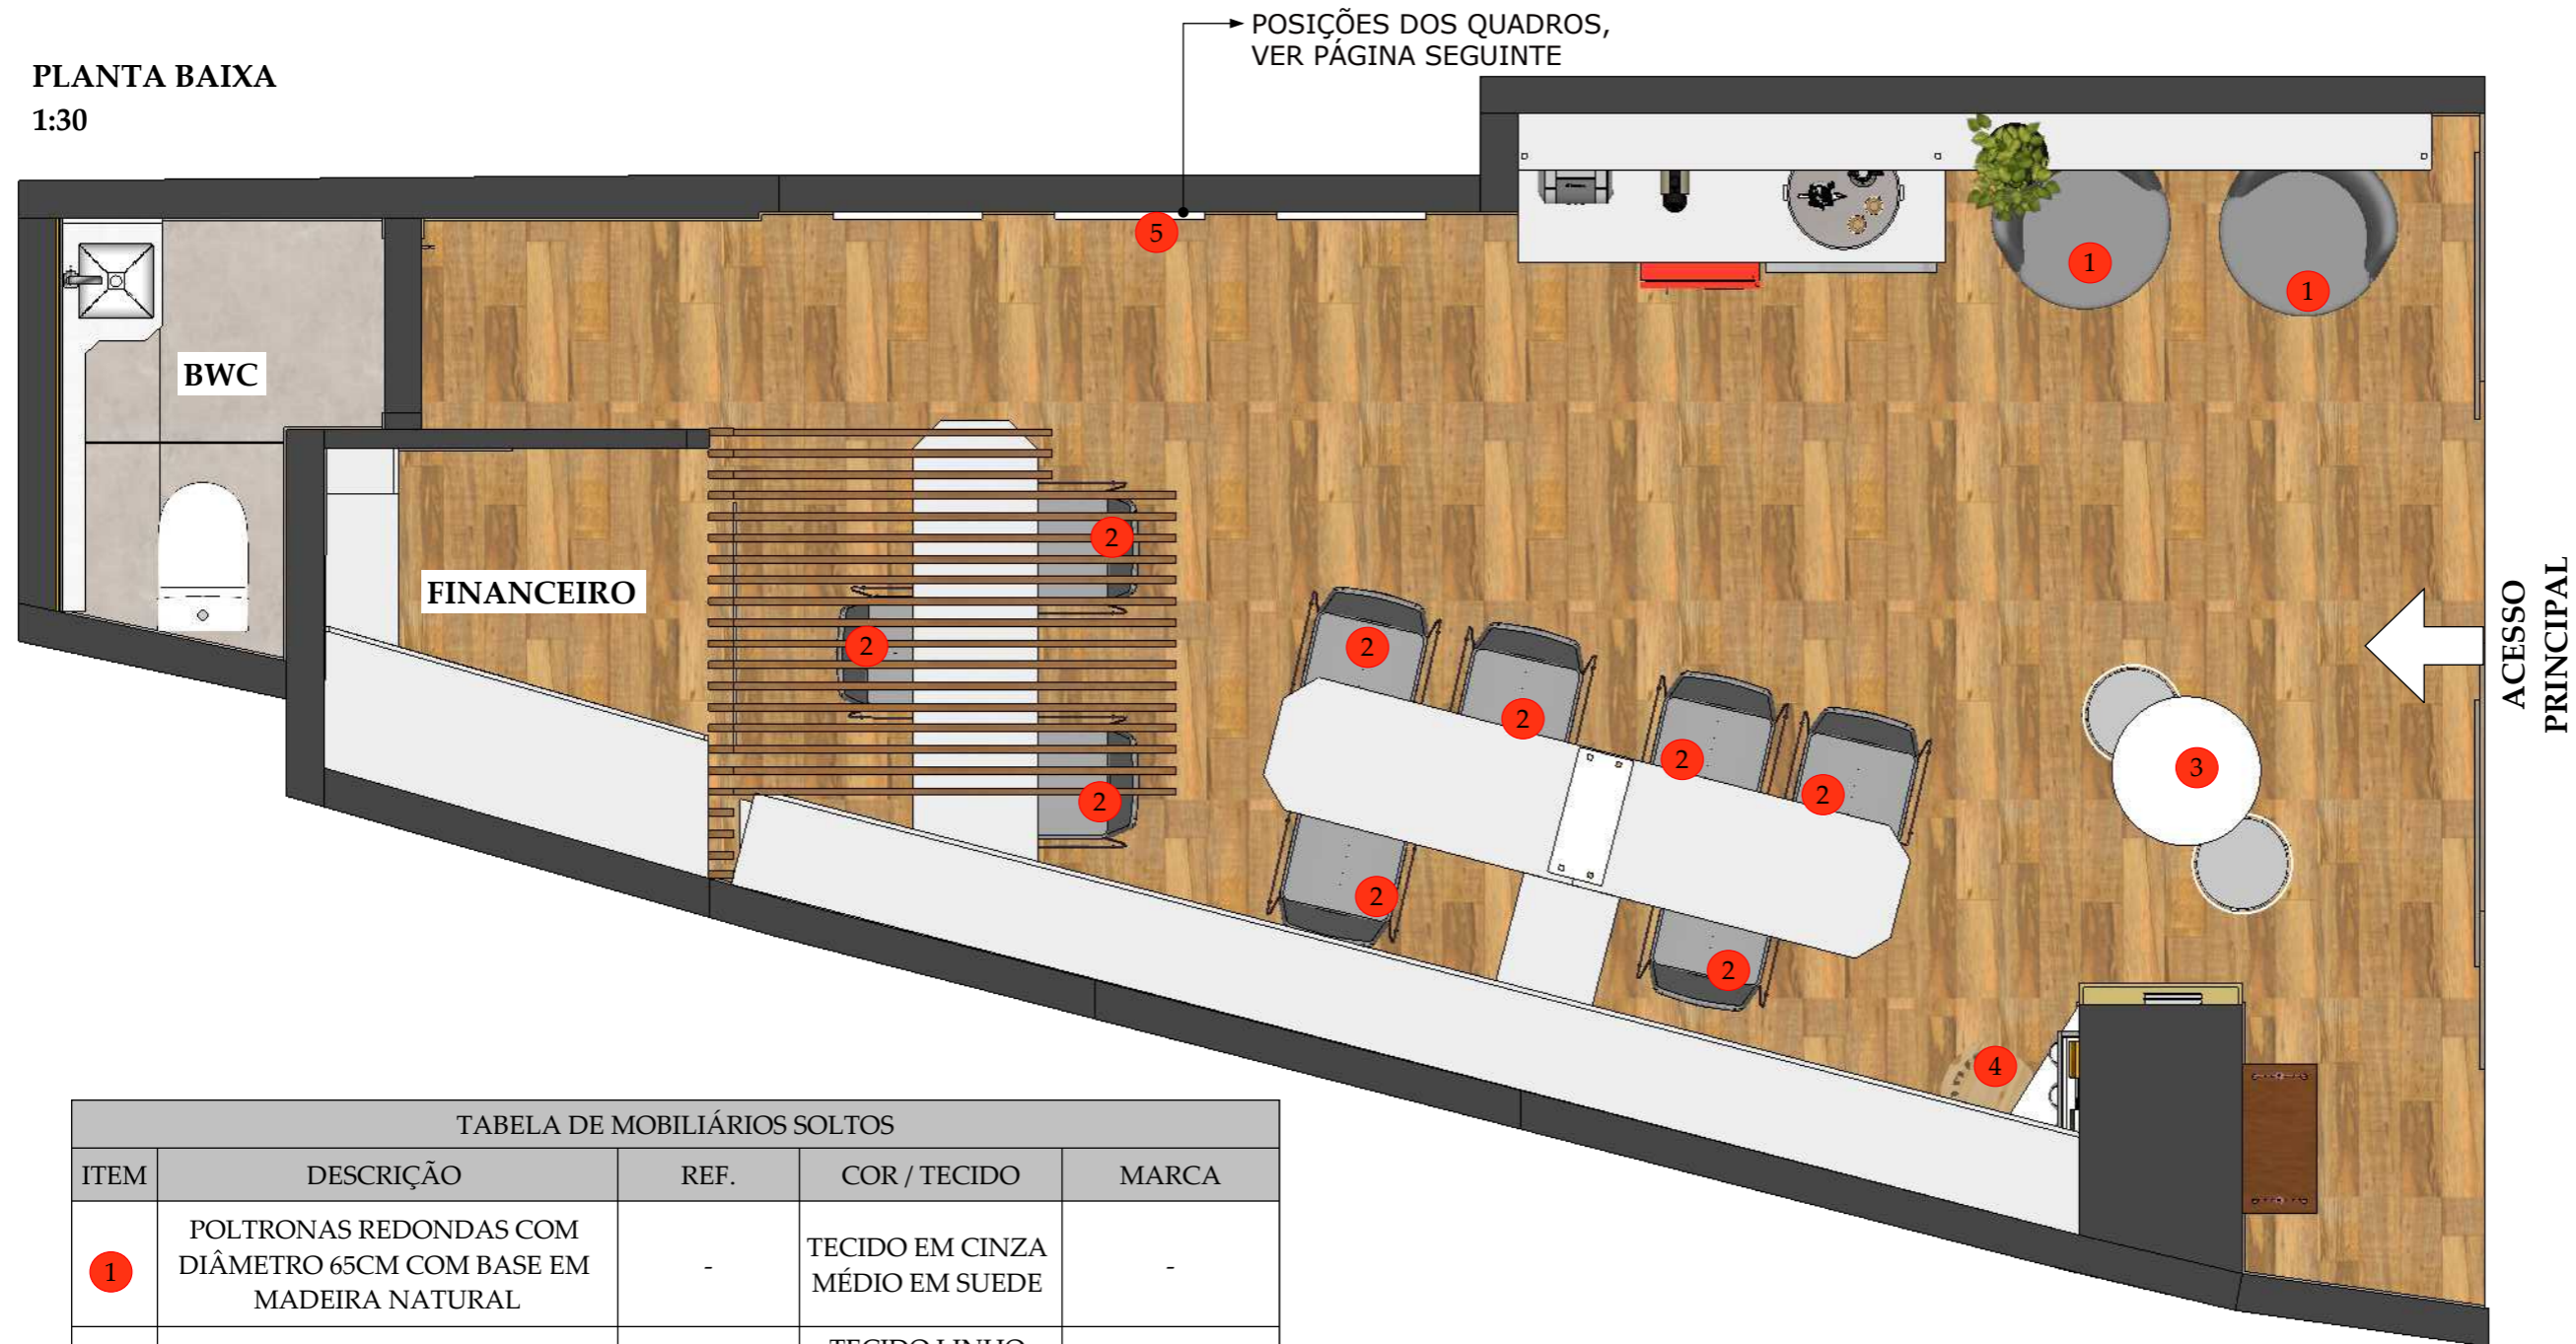 POSIÇÕES DOS QUADROS,
VER PÁGINA SEGUINTE
PLANTA BAIXA
1:30
5
1
1
BWC
2
FINANCEIRO
2
2
2
2
2
2
2
2
3
4
ACESSO
PRINCIPAL
TABELA DE MOBILIÁRIOS SOLTOS
ITEM DESCRIÇÃO REF. COR / TECIDO MARCA
1
POLTRONAS REDONDAS COM
DIÂMETRO 65CM COM BASE EM
MADEIRA NATURAL
-
TECIDO EM CINZA
MÉDIO EM SUEDE
-
TECIDO LINHO